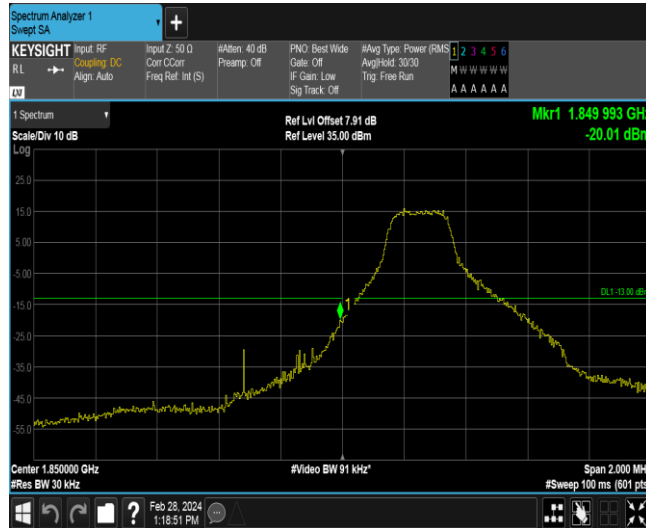 Spectrum Analyzer 1
Swept SA
+
KEYSIGHT
RL
LXI
Input: RF
Coupling: DC
Align: Auto
Input Z: 50 Ω
Corr CCorr
Freq Ref: Int (S)
#Atten: 40 dB
Preamp: Off
PNO: Best Wide
Gate: Off
IF Gain: Low
Sig Track: Off
#Avg Type: Power (RMS
Avg|Hold: 30/30
Trig: Free Run
1 2 3 4 5 6
M W W W W W
A A A A A A
1 Spectrum
Scale/Div 10 dB
Log
Ref Lvl Offset 7.91 dB
Ref Level 35.00 dBm
Mkr1 1.849 993 GHz
-20.01 dBm
25.0
15.0
5.00
-5.00
DL1 -13.00 dBm
1
-15.0
-25.0
-35.0
-45.0
-55.0
Center 1.850000 GHz
#Res BW 30 kHz
#Video BW 91 kHz*
Span 2.000 MH
#Sweep 100 ms (601 pts
?
Feb 28, 2024
1:18:51 PM